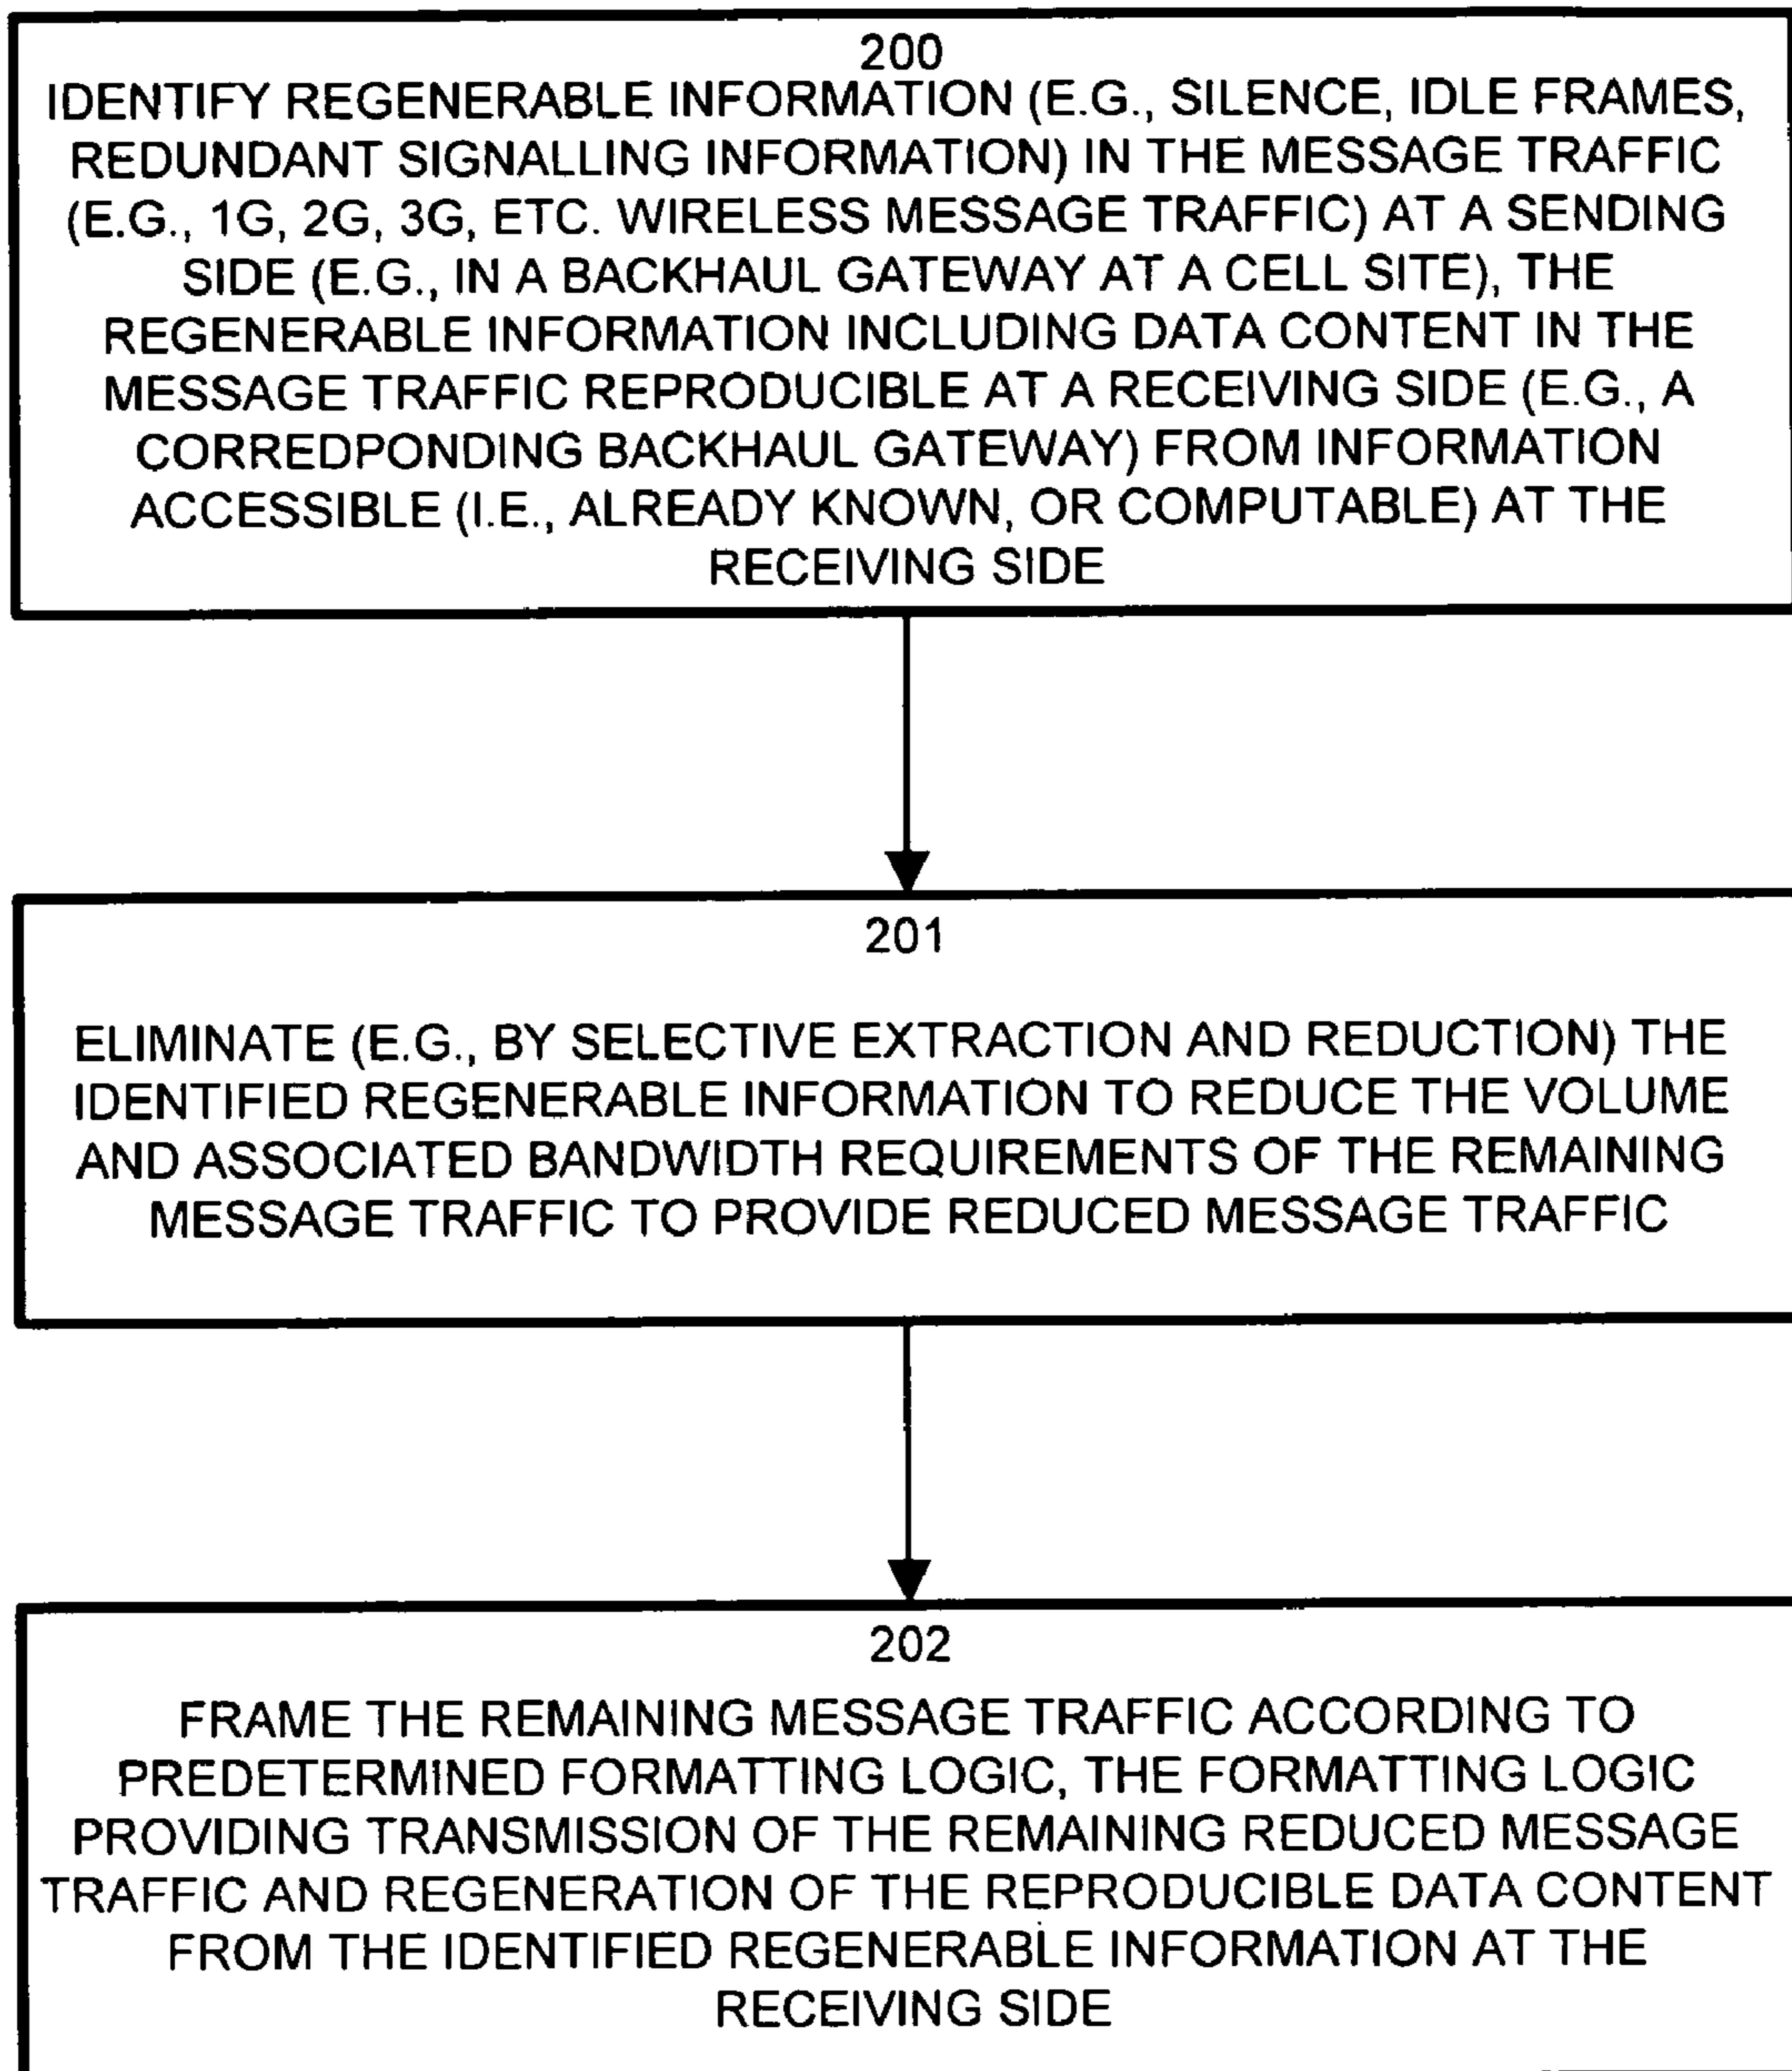 200
IDENTIFY REGENERABLE INFORMATION (E.G., SILENCE, IDLE FRAMES,
REDUNDANT SIGNALLING INFORMATION) IN THE MESSAGE TRAFFIC
(E.G., 1G, 2G, 3G, ETC. WIRELESS MESSAGE TRAFFIC) AT A SENDING
SIDE (E.G., IN A BACKHAUL GATEWAY AT A CELL SITE), THE
REGENERABLE INFORMATION INCLUDING DATA CONTENT IN THE
MESSAGE TRAFFIC REPRODUCIBLE AT A RECEIVING SIDE (E.G., A
CORREDPONDING BACKHAUL GATEWAY) FROM INFORMATION
ACCESSIBLE (I.E., ALREADY KNOWN, OR COMPUTABLE) AT THE
RECEIVING SIDE
201
ELIMINATE (E.G., BY SELECTIVE EXTRACTION AND REDUCTION) THE
IDENTIFIED REGENERABLE INFORMATION TO REDUCE THE VOLUME
AND ASSOCIATED BANDWIDTH REQUIREMENTS OF THE REMAINING
MESSAGE TRAFFIC TO PROVIDE REDUCED MESSAGE TRAFFIC
202
FRAME THE REMAINING MESSAGE TRAFFIC ACCORDING TO
PREDETERMINED FORMATTING LOGIC, THE FORMATTING LOGIC
PROVIDING TRANSMISSION OF THE REMAINING REDUCED MESSAGE
TRAFFIC AND REGENERATION OF THE REPRODUCIBLE DATA CONTENT
FROM THE IDENTIFIED REGENERABLE INFORMATION AT THE
RECEIVING SIDE